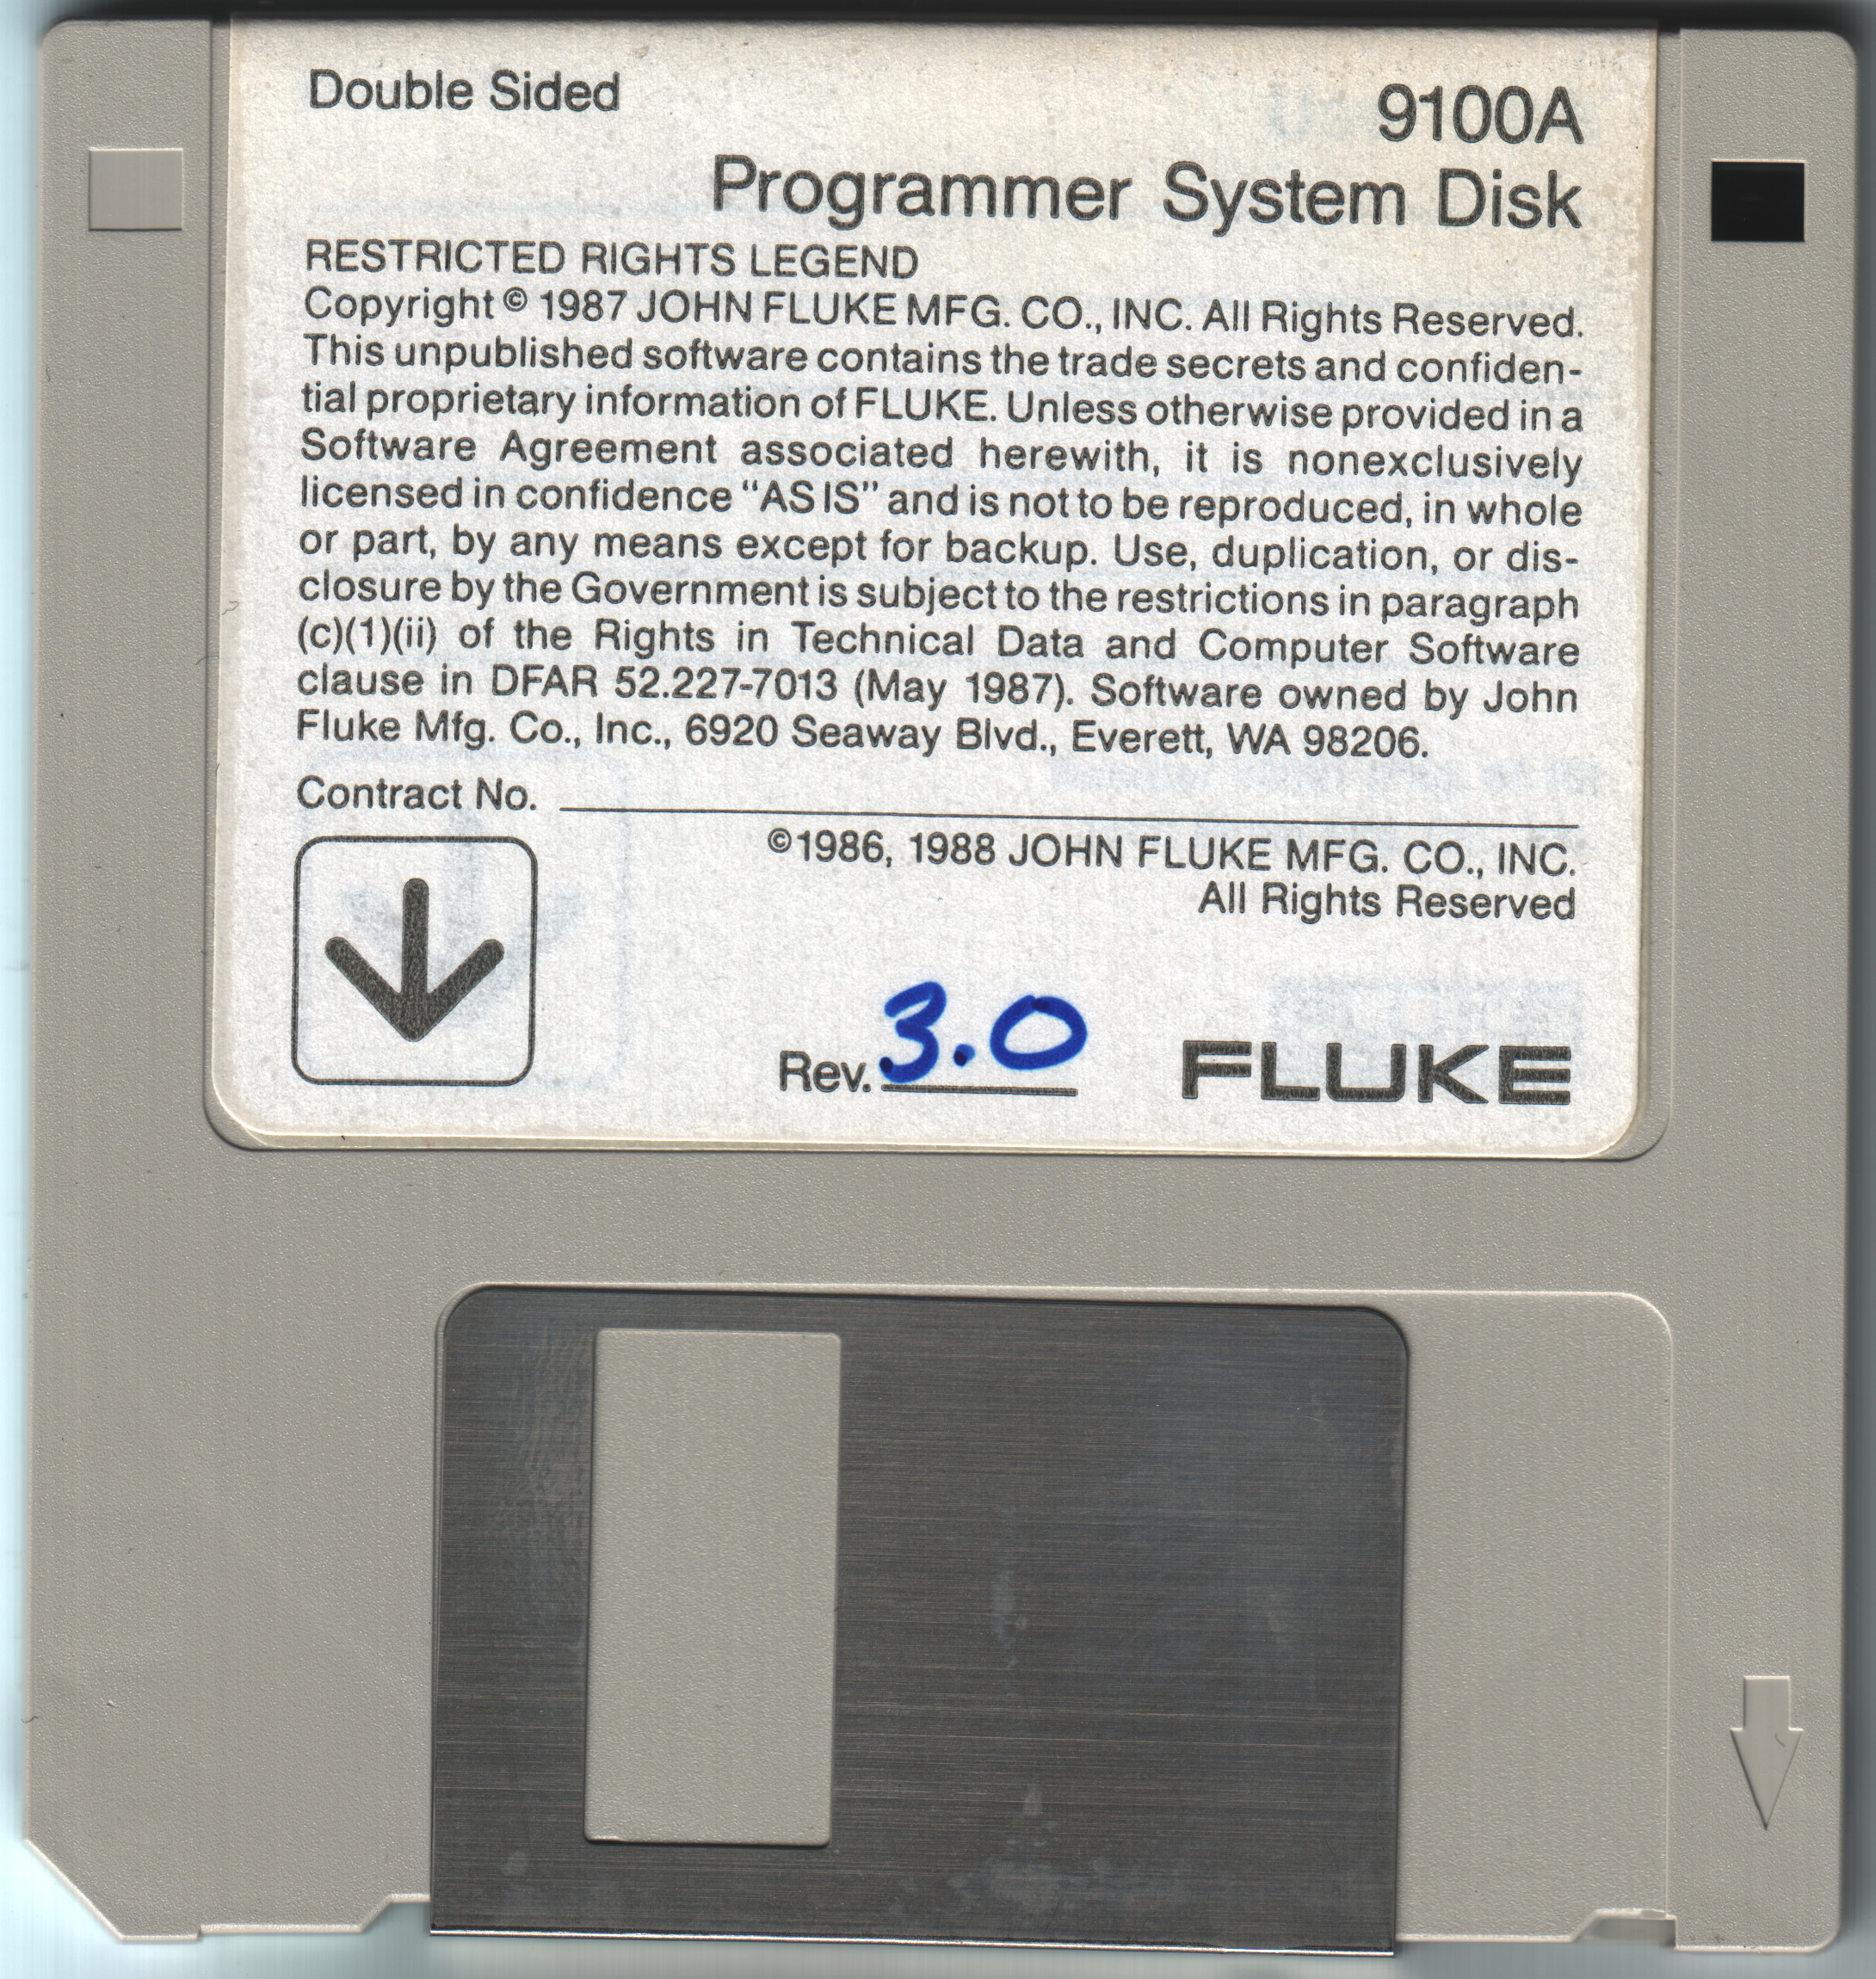 Double Sided
9100A
Programmer System Disk
RESTRICTED RIGHTS LEGEND
Copyright © 1987 JOHN FLUKE MFG. CO., INC. All Rights Reserved.
This unpublished software contains the trade secrets and confiden-
tial proprietary information of FLUKE. Unless otherwise provided in a
Software Agreement associated herewith, it is nonexclusively
licensed in confidence “AS IS” and is not to be reproduced, in whole
or part, by any means except for backup. Use, duplication, or dis-
closure by the Government is subject to the restrictions in paragraph
(c)(1)(ii) of the Rights in Technical Data and Computer Software
clause in DFAR 52.227-7013 (May 1987). Software owned by John
Fluke Mfg. Co., Inc., 6920 Seaway Blvd., Everett, WA 98206.
Contract No.
©1986, 1988 JOHN FLUKE MFG. CO., INC.
All Rights Reserved
Rev. 3.0
FLUKE